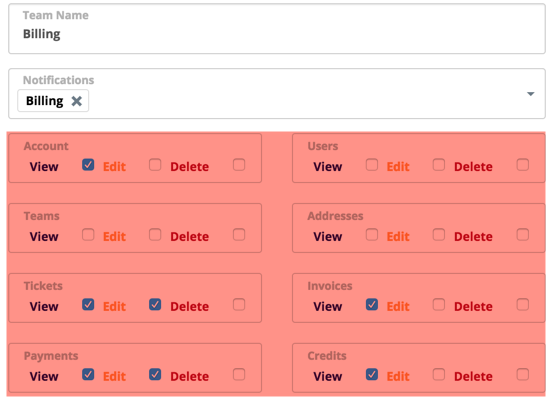 Team Name
Billing
Notifications
Billing
Account
View Edit Delete
Users
View Edit Delete
Teams
View Edit Delete
Addresses
View Edit Delete
Tickets
View Edit Delete
Invoices
View Edit Delete
Payments
View Edit Delete
Credits
View Edit Delete